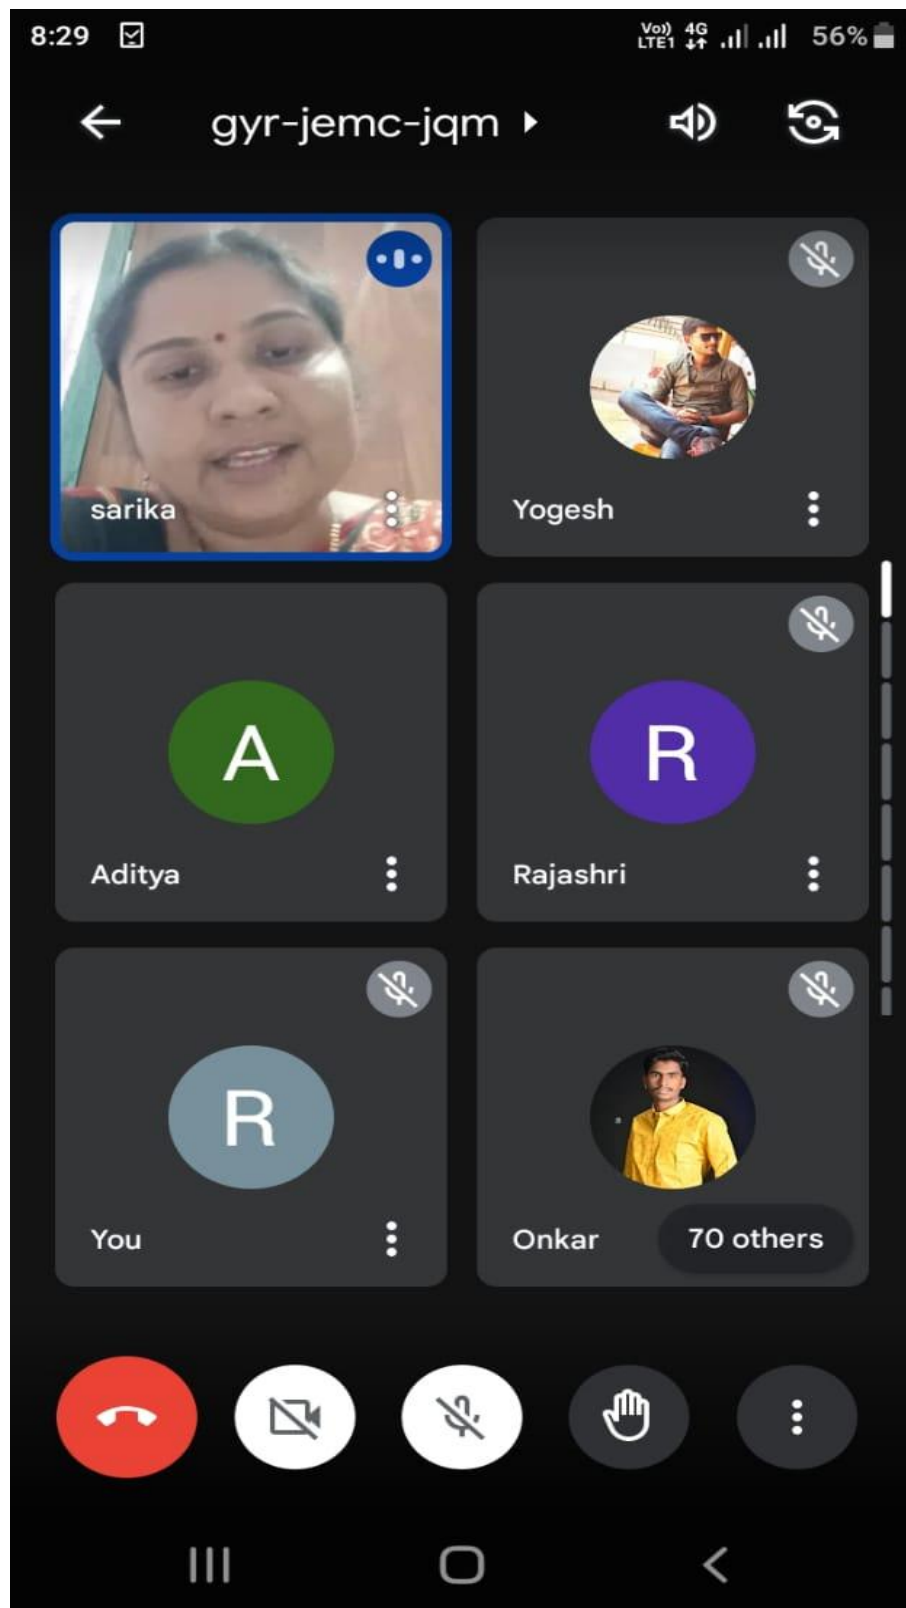 8:29
Vo)) 4G 56%
LTE1
gyr-jemc-jqm
sarika
Yogesh
A
R
Aditya
Rajashri
R
You
Onkar
70 others